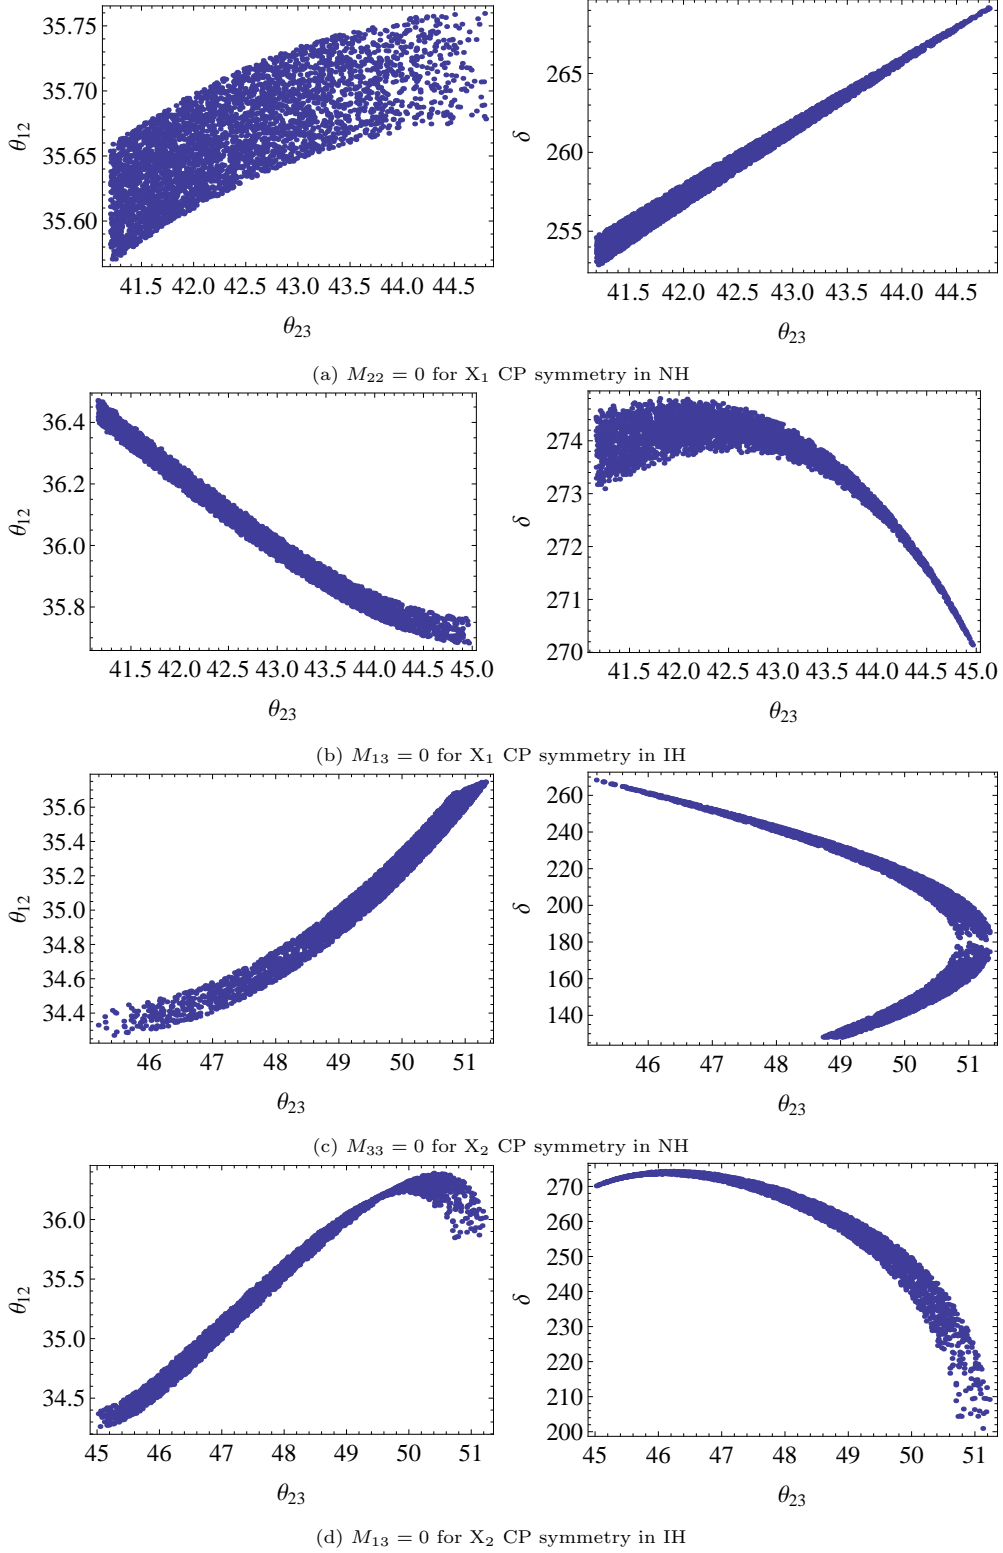 35.75
35.70
35.65
35.60
θ12
41.5 42.0 42.5 43.0 43.5 44.0 44.5
θ23
265
260
255
δ
41.5 42.0 42.5 43.0 43.5 44.0 44.5
θ23
(a) M22 = 0 for X1 CP symmetry in NH
36.4
36.2
36.0
35.8
θ12
41.5 42.0 42.5 43.0 43.5 44.0 44.5 45.0
θ23
274
273
272
271
270
δ
41.5 42.0 42.5 43.0 43.5 44.0 44.5 45.0
θ23
(b) M13 = 0 for X1 CP symmetry in IH
35.6
35.4
35.2
35.0
34.8
34.6
34.4
θ12
46 47 48 49 50 51
θ23
260
240
220
200
180
160
140
δ
46 47 48 49 50 51
θ23
(c) M33 = 0 for X2 CP symmetry in NH
36.0
35.5
35.0
34.5
θ12
45 46 47 48 49 50 51
θ23
270
260
250
240
230
220
210
200
δ
45 46 47 48 49 50 51
θ23
(d) M13 = 0 for X2 CP symmetry in IH